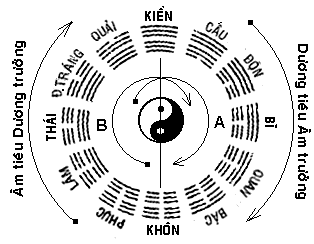 KIỀN
CẤU
ĐỘN
BĨ
QUAN
BÁC
KHÔN
PHỤC
LÂM
THÁI
Đ.TRÁNG
QUẢI
A
B
Âm tiêu Dương trưởng
Dương tiêu Âm trưởng